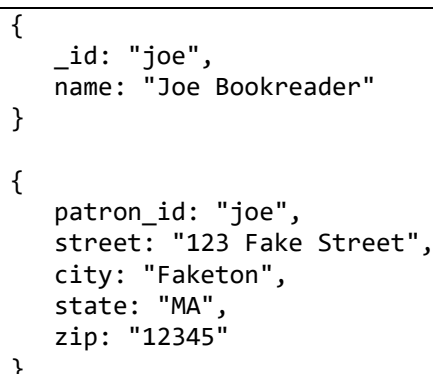 {
   _id: "joe",
   name: "Joe Bookreader"
}
{
   patron_id: "joe",
   street: "123 Fake Street",
   city: "Faketon",
   state: "MA",
   zip: "12345"
}